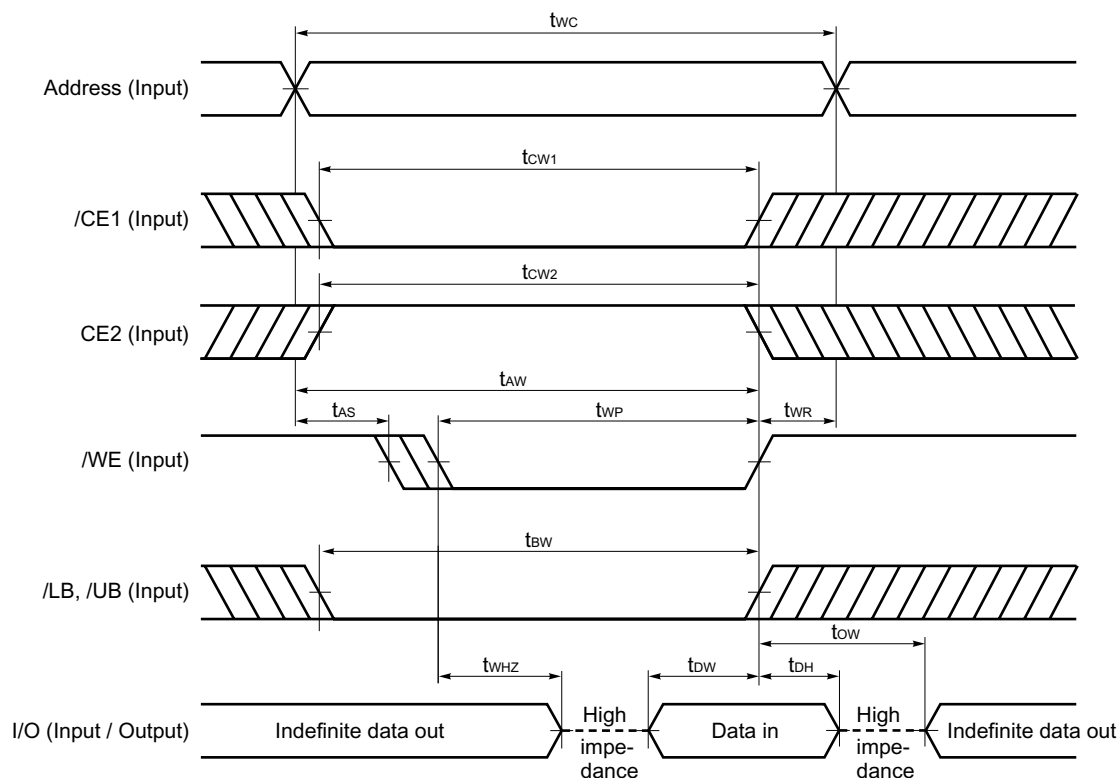 tWC
Address (Input)
tCW1
/CE1 (Input)
tCW2
CE2 (Input)
tAW
tAS
tWP
tWR
/WE (Input)
tBW
/LB, /UB (Input)
tOW
tWHZ
tDW
tDH
I/O (Input / Output)
Indefinite data out
High
impe-
dance
Data in
High
impe-
dance
Indefinite data out